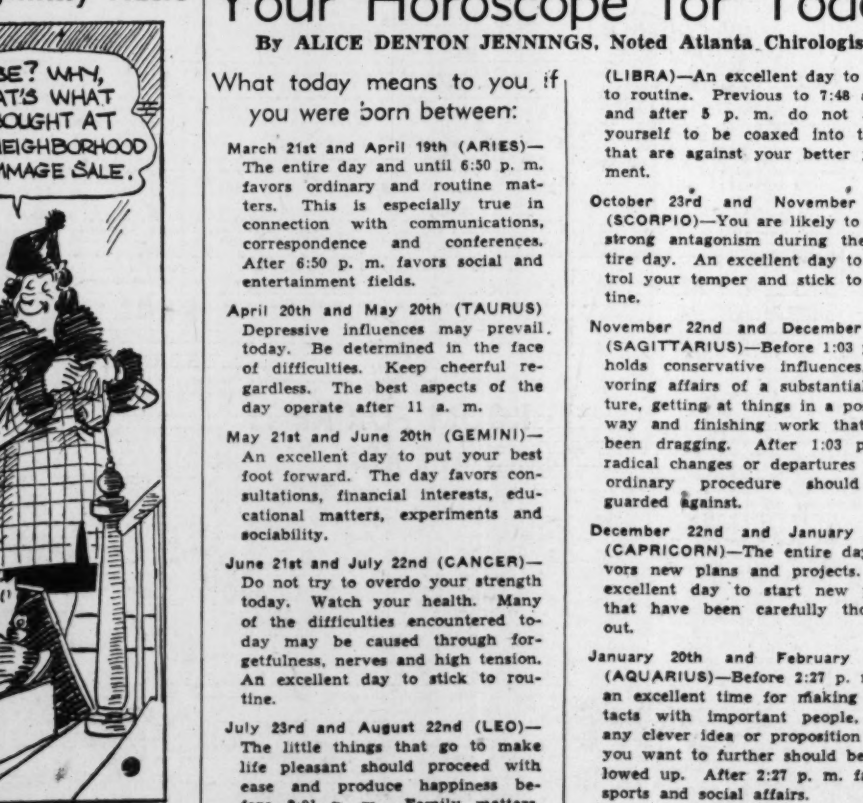 Your Horoscope for
By ALICE DENTON JENNINGS, Noted Atlanta
BE? WHY,
AT'S WHAT
OUGHT AT
EIGHBORHOOD
MMAGE SALE.
What today means to you if
you were born between:
March 21st and April 19th (ARIES)—
The entire day and until 6:50 p. m.
favors ordinary and routine mat-
ters. This is especially true in
connection with communications,
correspondence and conferences.
After 6:50 p. m. favors social and
entertainment fields.
April 20th and May 20th (TAURUS)
Depressive influences may prevail
today. Be determined in the face
of difficulties. Keep cheerful re-
gardless. The best aspects of the
day operate after 11 a. m.
May 21st and June 20th (GEMINI)—
An excellent day to put your best
foot forward. The day favors con-
sultations, financial interests, edu-
cational matters, experiments and
sociability.
June 21st and July 22nd (CANCER)—
Do not try to overdo your strength
today. Watch your health. Many
of the difficulties encountered to-
day may be caused through for-
getfulness, nerves and high tension.
An excellent day to stick to rou-
tine.
July 23rd and August 22nd (LEO)—
The little things that go to make
life pleasant should proceed with
ease and produce happiness be-
(LIBRA)—An excellent day to
to routine. Previous to 7:48
and after 5 p. m. do not
yourself to be coaxed into
that are against your better
ment.
October 23rd and November
(SCORPIO)—You are likely to
strong antagonism during the
tire day. An excellent day to
trol your temper and stick to
tine.
November 22nd and December
(SAGITTARIUS)—Before 1:03
holds conservative influences,
voring affairs of a substantial
ture, getting at things in a po
way and finishing work that
been dragging. After 1:03 p
radical changes or departures
ordinary procedure should
guarded against.
December 22nd and January
(CAPRICORN)—The entire day
vors new plans and projects.
excellent day to start new
that have been carefully tho
out.
January 20th and February
(AQUARIUS)—Before 2:27 p.
an excellent time for making
tacts with important people,
any clever idea or proposition
you want to further should be
lowed up. After 2:27 p. m. f
sports and social affairs.